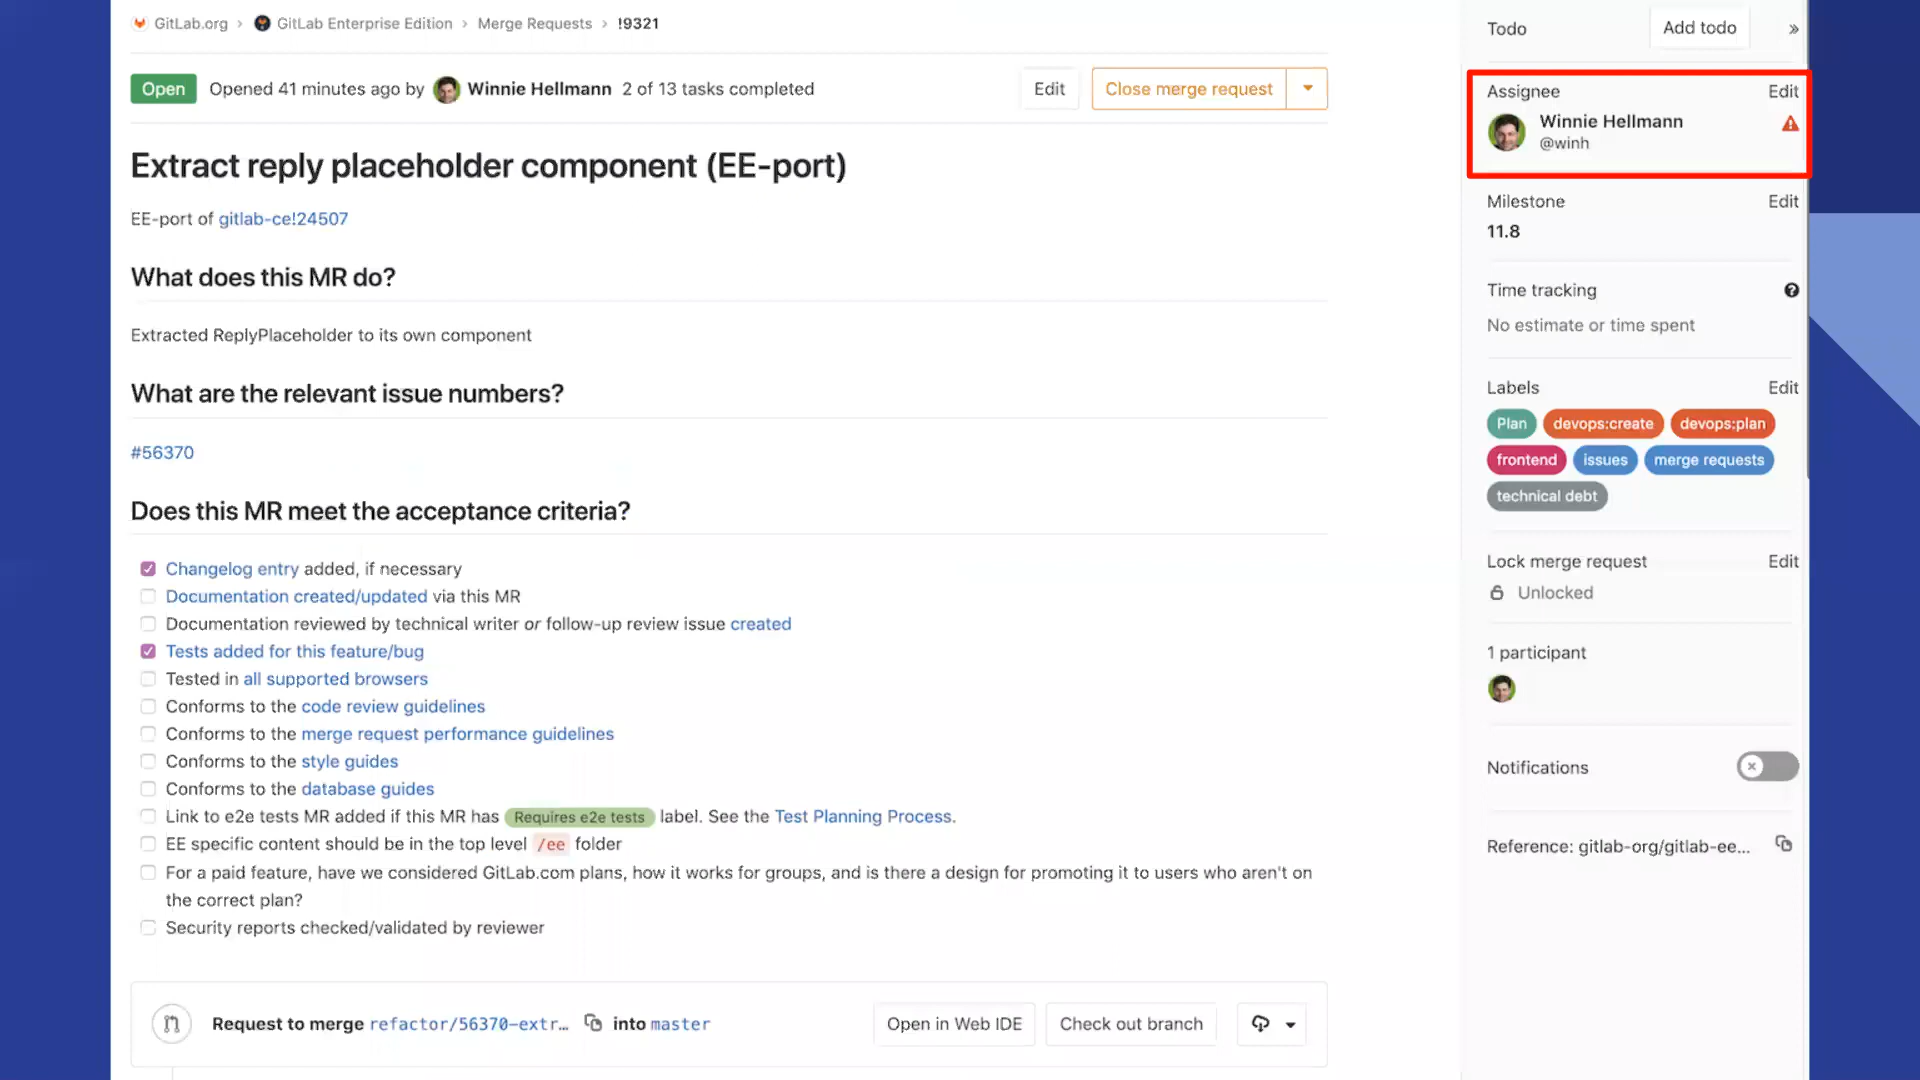 GitLab.org › GitLab Enterprise Edition › Merge Requests › !9321
Open Opened 41 minutes ago by Winnie Hellmann 2 of 13 tasks completed Edit Close merge request
Extract reply placeholder component (EE-port)
EE-port of gitlab-ce!24507
What does this MR do?
Extracted ReplyPlaceholder to its own component
What are the relevant issue numbers?
#56370
Does this MR meet the acceptance criteria?
Changelog entry added, if necessary
Documentation created/updated via this MR
Documentation reviewed by technical writer or follow-up review issue created
Tests added for this feature/bug
Tested in all supported browsers
Conforms to the code review guidelines
Conforms to the merge request performance guidelines
Conforms to the style guides
Conforms to the database guides
Link to e2e tests MR added if this MR has Requires e2e tests label. See the Test Planning Process.
EE specific content should be in the top level /ee folder
For a paid feature, have we considered GitLab.com plans, how it works for groups, and is there a design for promoting it to users who aren't on
the correct plan?
Security reports checked/validated by reviewer
Request to merge refactor/56370-extr… into master Open in Web IDE Check out branch
Todo Add todo »
Assignee Edit
Winnie Hellmann
@winh
Milestone Edit
11.8
Time tracking
No estimate or time spent
Labels Edit
Plan devops:create devops:plan
frontend issues merge requests
technical debt
Lock merge request Edit
Unlocked
1 participant
Notifications
Reference: gitlab-org/gitlab-ee...